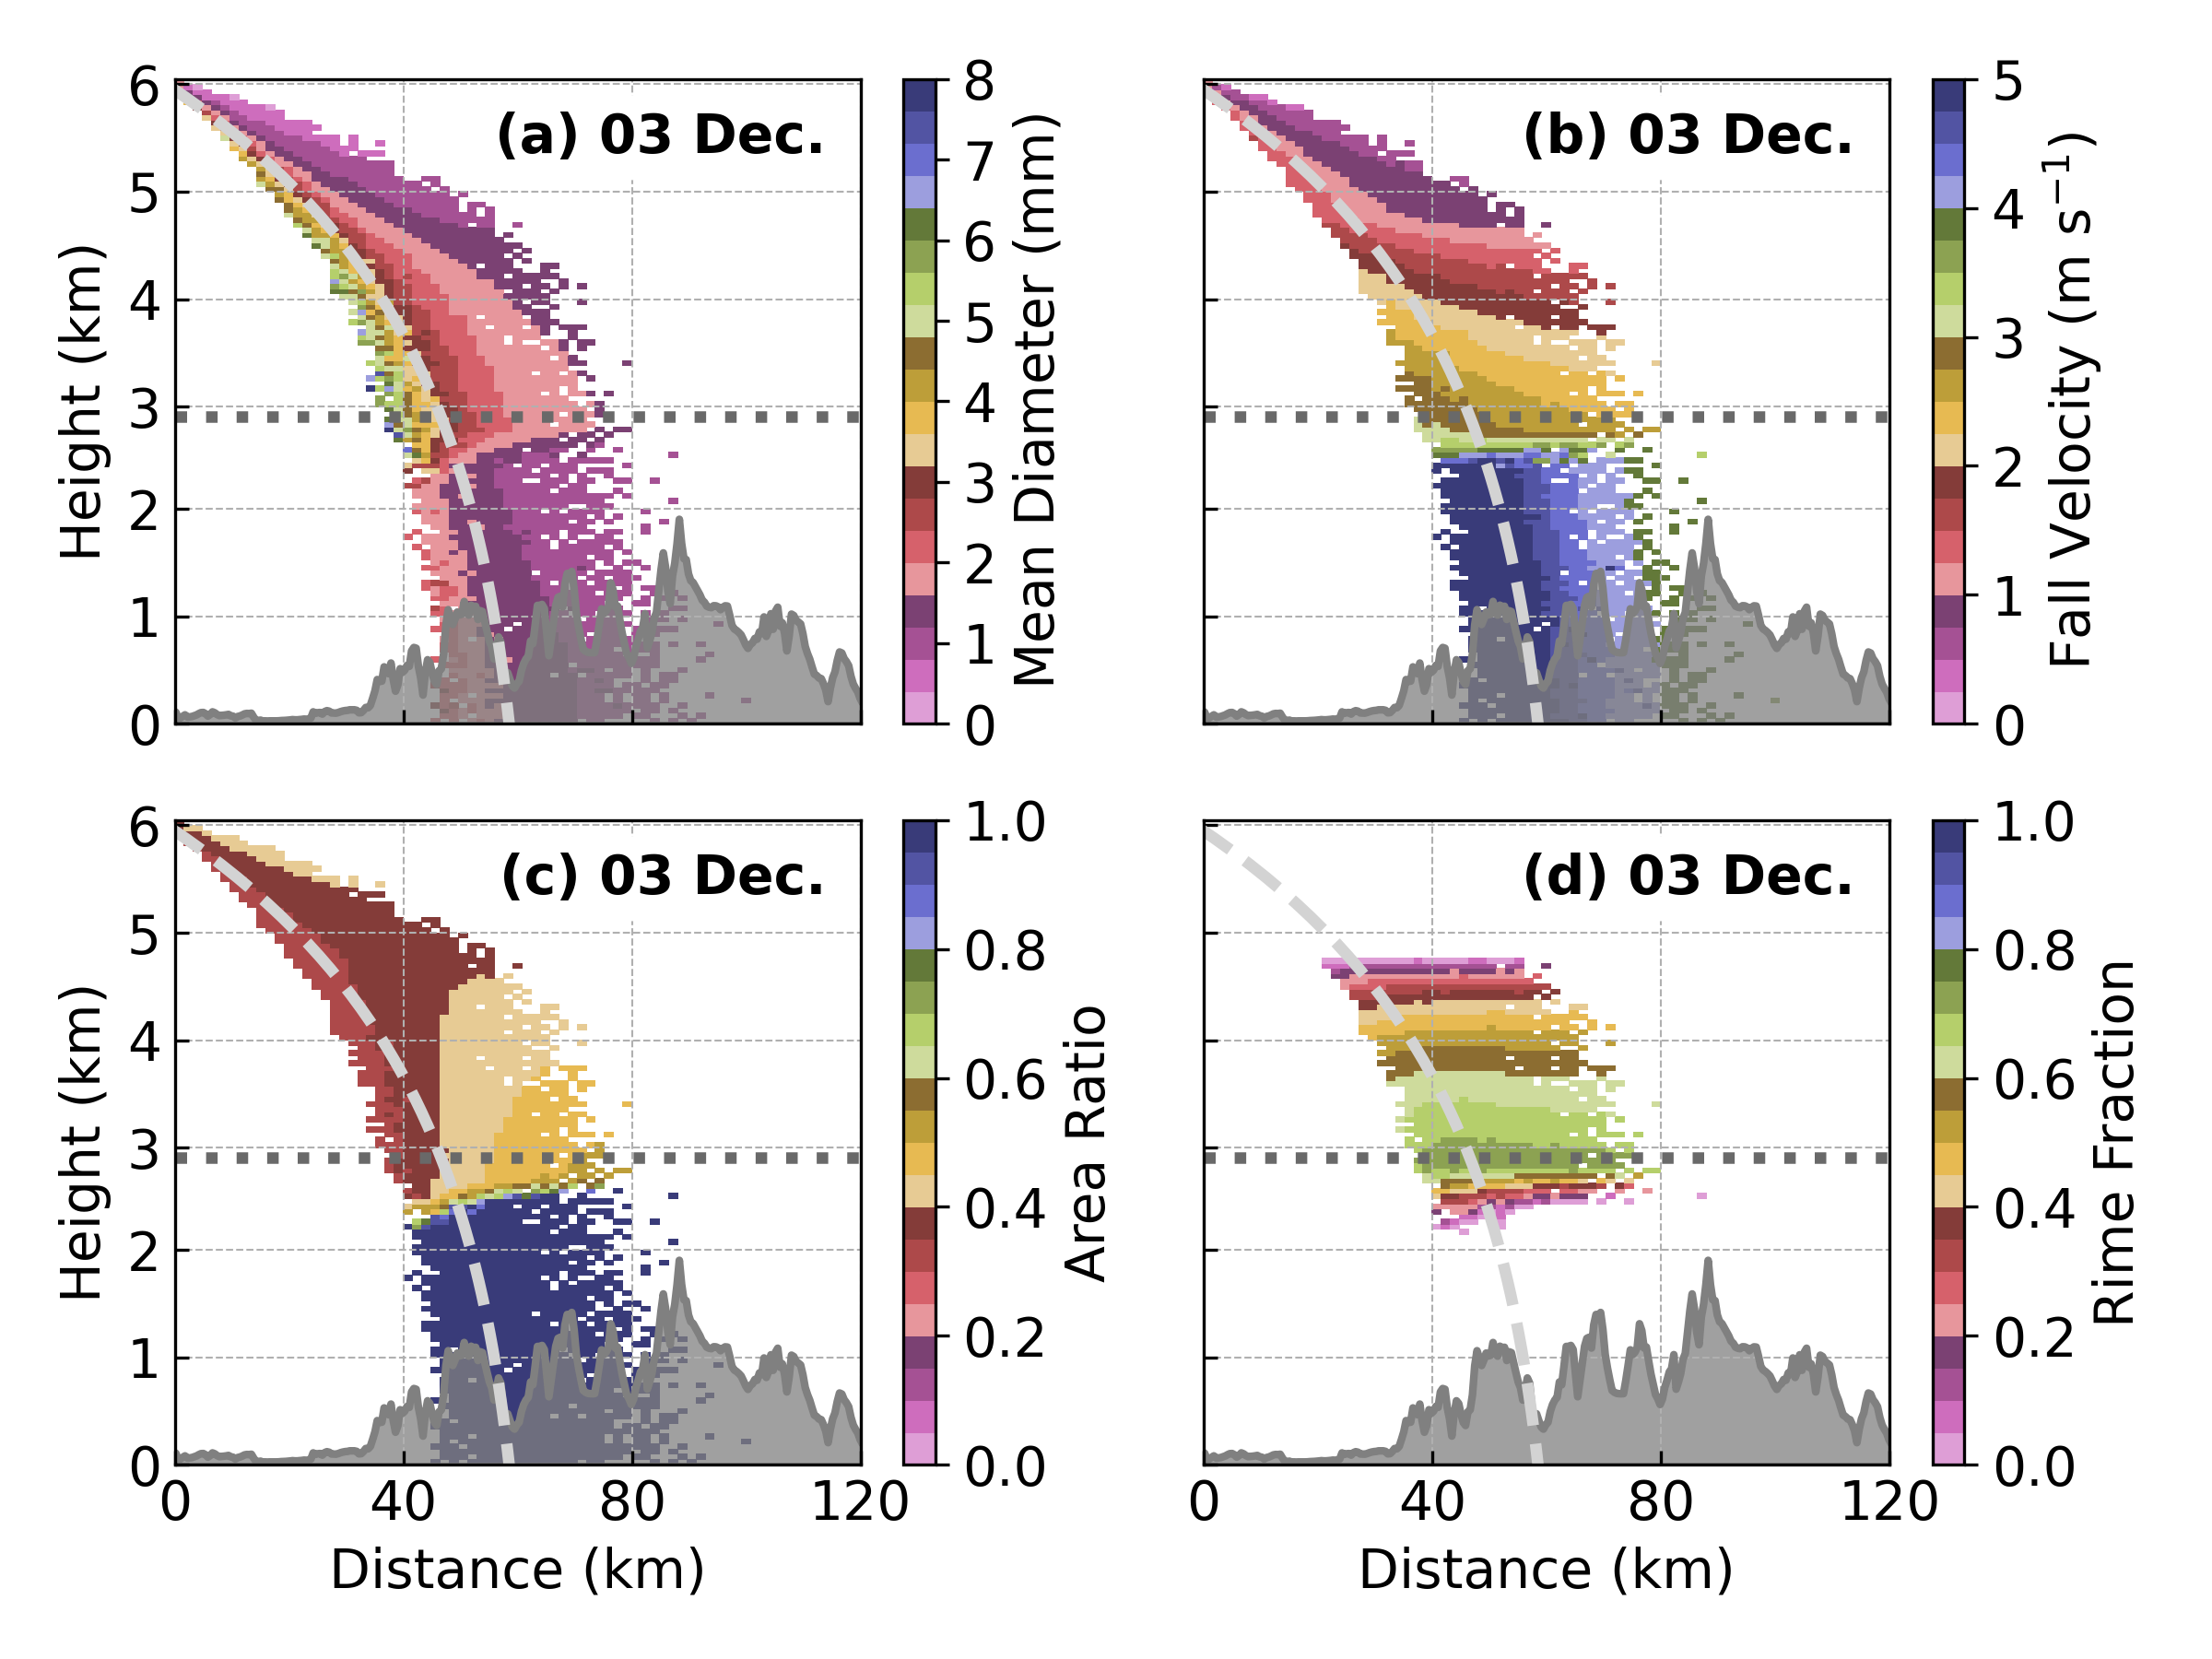 (a) 03 Dec.
6
5
4
3
2
1
0
Height (km)
8
7
6
5
4
3
2
1
0
Mean Diameter (mm)
(b) 03 Dec.
5
4
3
2
1
0
Fall Velocity (m s⁻¹)
(c) 03 Dec.
6
5
4
3
2
1
0
Height (km)
0 40 80 120
Distance (km)
1.0
0.8
0.6
0.4
0.2
0.0
Area Ratio
(d) 03 Dec.
0 40 80 120
Distance (km)
1.0
0.8
0.6
0.4
0.2
0.0
Rime Fraction